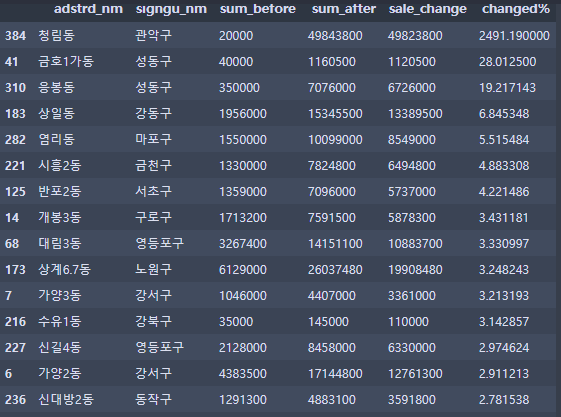 adstrd_nm signgu_nm sum_before sum_after sale_change changed%
384 청림동 관악구 20000 49843800 49823800 2491.190000
41 금호1가동 성동구 40000 1160500 1120500 28.012500
310 응봉동 성동구 350000 7076000 6726000 19.217143
183 상일동 강동구 1956000 15345500 13389500 6.845348
282 염리동 마포구 1550000 10099000 8549000 5.515484
221 시흥2동 금천구 1330000 7824800 6494800 4.883308
125 반포2동 서초구 1359000 7096000 5737000 4.221486
14 개봉3동 구로구 1713200 7591500 5878300 3.431181
68 대림3동 영등포구 3267400 14151100 10883700 3.330997
173 상계6.7동 노원구 6129000 26037480 19908480 3.248243
7 가양3동 강서구 1046000 4407000 3361000 3.213193
216 수유1동 강북구 35000 145000 110000 3.142857
227 신길4동 영등포구 2128000 8458000 6330000 2.974624
6 가양2동 강서구 4383500 17144800 12761300 2.911213
236 신대방2동 동작구 1291300 4883100 3591800 2.781538